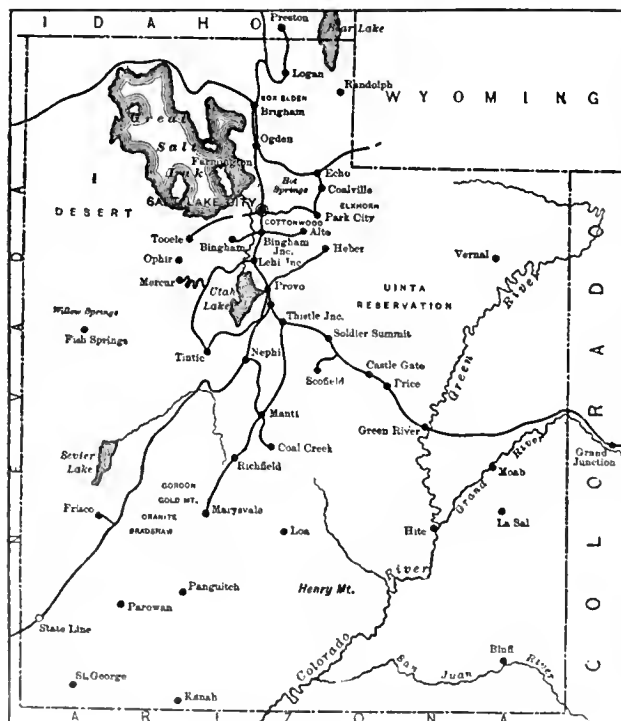 I D A H O
Preston
Bear Lake
Logan
Randolph
W Y O M I N G
BOX ELDER
Brigham
Great
Salt
Ogden
Farmington
Echo
Hot
Springs
Coalville
ELKHORN
DESERT
SALT LAKE CITY
Park City
COTTONWOOD
Alta
Tooele
Bingham
Bingham
Jnc.
Heber
Ophir
Lehi Jnc.
Vernal
Mercur
Utah
Lake
Provo
UINTA
RESERVATION
Green
River
Willow Springs
Fish Springs
Thistle Jnc.
Soldier Summit
Tintic
Nephi
Scofield
Castle Gate
Price
Manti
Green River
Coal Creek
Grand
Junction
Sevier
Lake
Richfield
Moab
Grand River
GORDON
GOLD MT.
Frisco
GRANITE
BRADSHAW
Marysvale
La Sal
Loa
Hite
Panguitch
Henry Mt.
Parowan
State Line
Colorado
River
San Juan River
Bluff
St. George
Kanab
N E V A D A
C O L O R A D O
A R I Z O N A